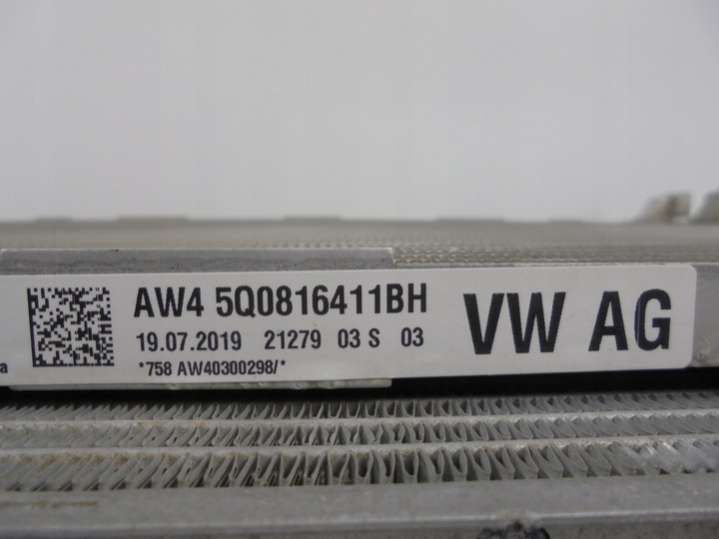 AW4 5Q0816411BH
19.07.2019 21279 03 S 03
*758 AW40300298/*
VW AG
a